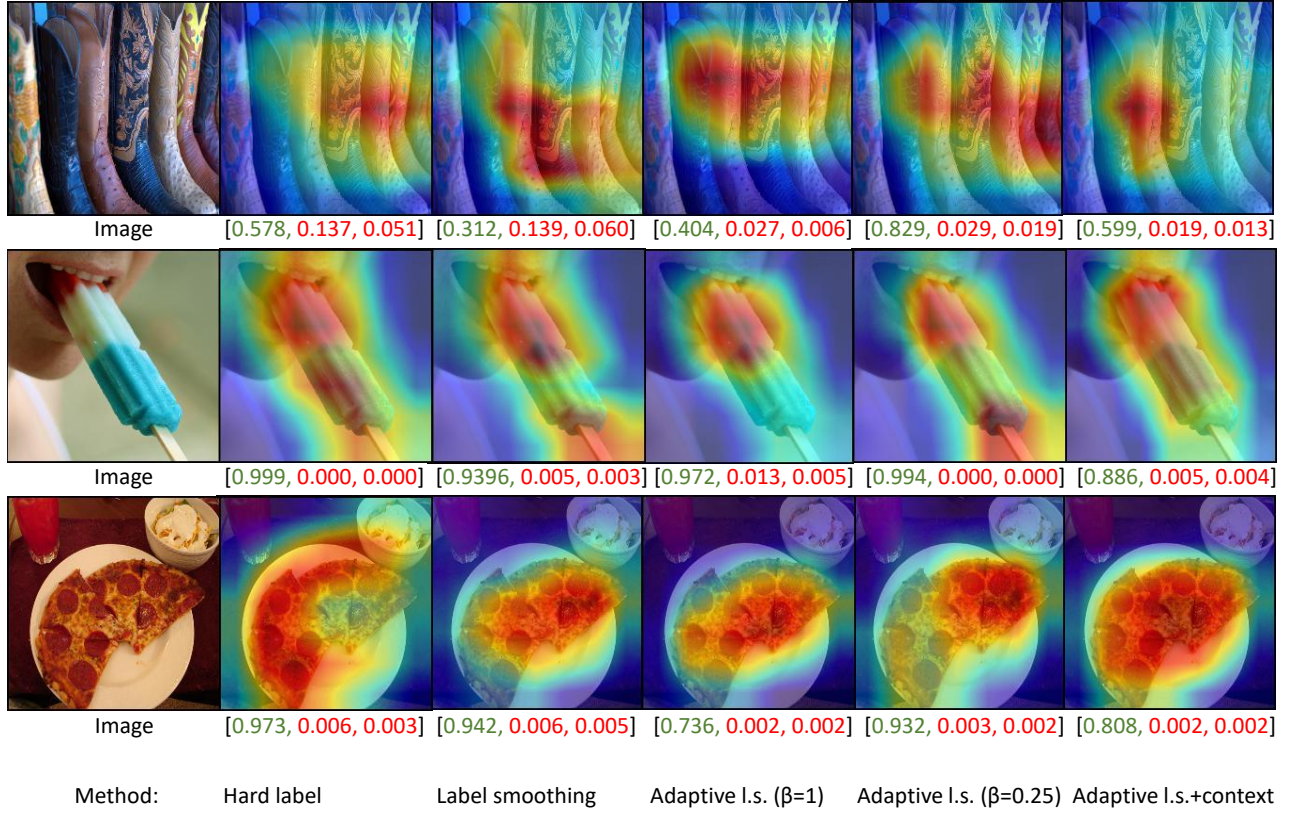 Image [0.578, 0.137, 0.051] [0.312, 0.139, 0.060] [0.404, 0.027, 0.006] [0.829, 0.029, 0.019] [0.599, 0.019, 0.013]
Image [0.999, 0.000, 0.000] [0.9396, 0.005, 0.003] [0.972, 0.013, 0.005] [0.994, 0.000, 0.000] [0.886, 0.005, 0.004]
Image [0.973, 0.006, 0.003] [0.942, 0.006, 0.005] [0.736, 0.002, 0.002] [0.932, 0.003, 0.002] [0.808, 0.002, 0.002]
Method: Hard label Label smoothing Adaptive l.s. (β=1) Adaptive l.s. (β=0.25) Adaptive l.s.+context